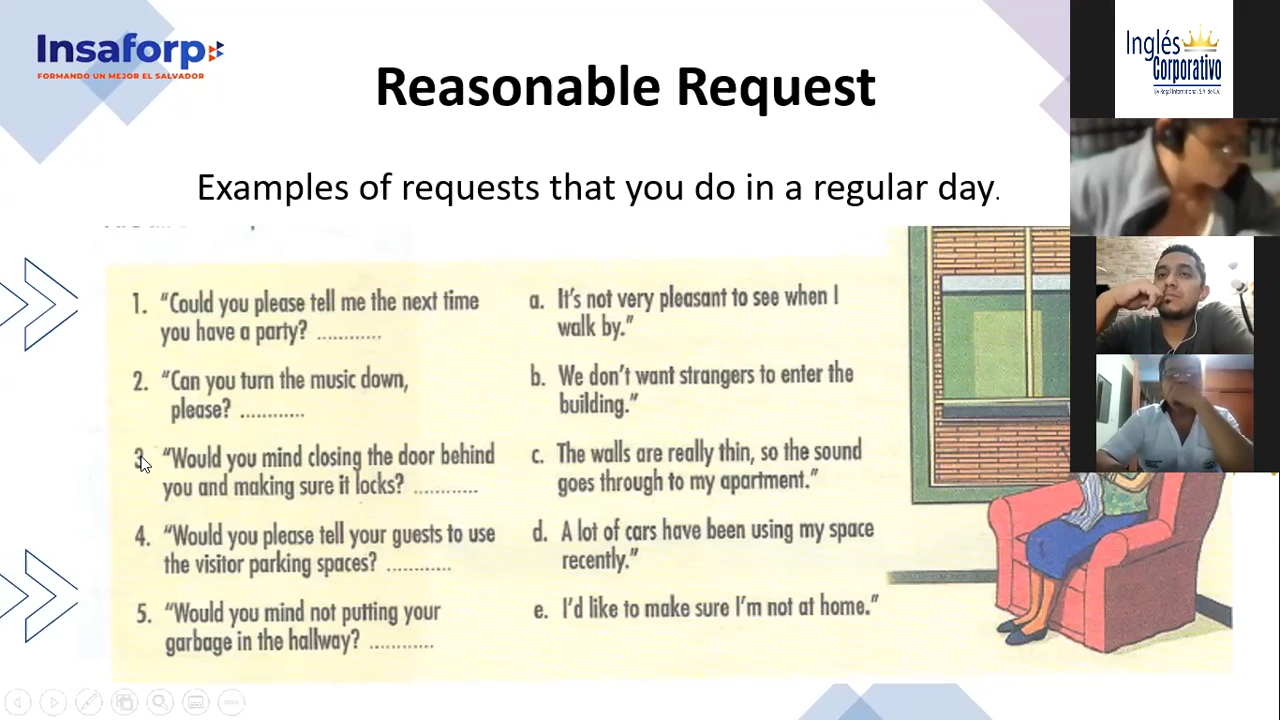 Insaforp
FORMANDO UN MEJOR EL SALVADOR
Reasonable Request
Examples of requests that you do in a regular day.
1. “Could you please tell me the next time
you have a party? ............
2. “Can you turn the music down,
please? ............
3. “Would you mind closing the door behind
you and making sure it locks? ............
4. “Would you please tell your guests to use
the visitor parking spaces? ............
5. “Would you mind not putting your
garbage in the hallway? ............
a. It’s not very pleasant to see when I
walk by.”
b. We don’t want strangers to enter the
building.”
c. The walls are really thin, so the sound
goes through to my apartment.”
d. A lot of cars have been using my space
recently.”
e. I’d like to make sure I’m not at home.”
Inglés
Corporativo